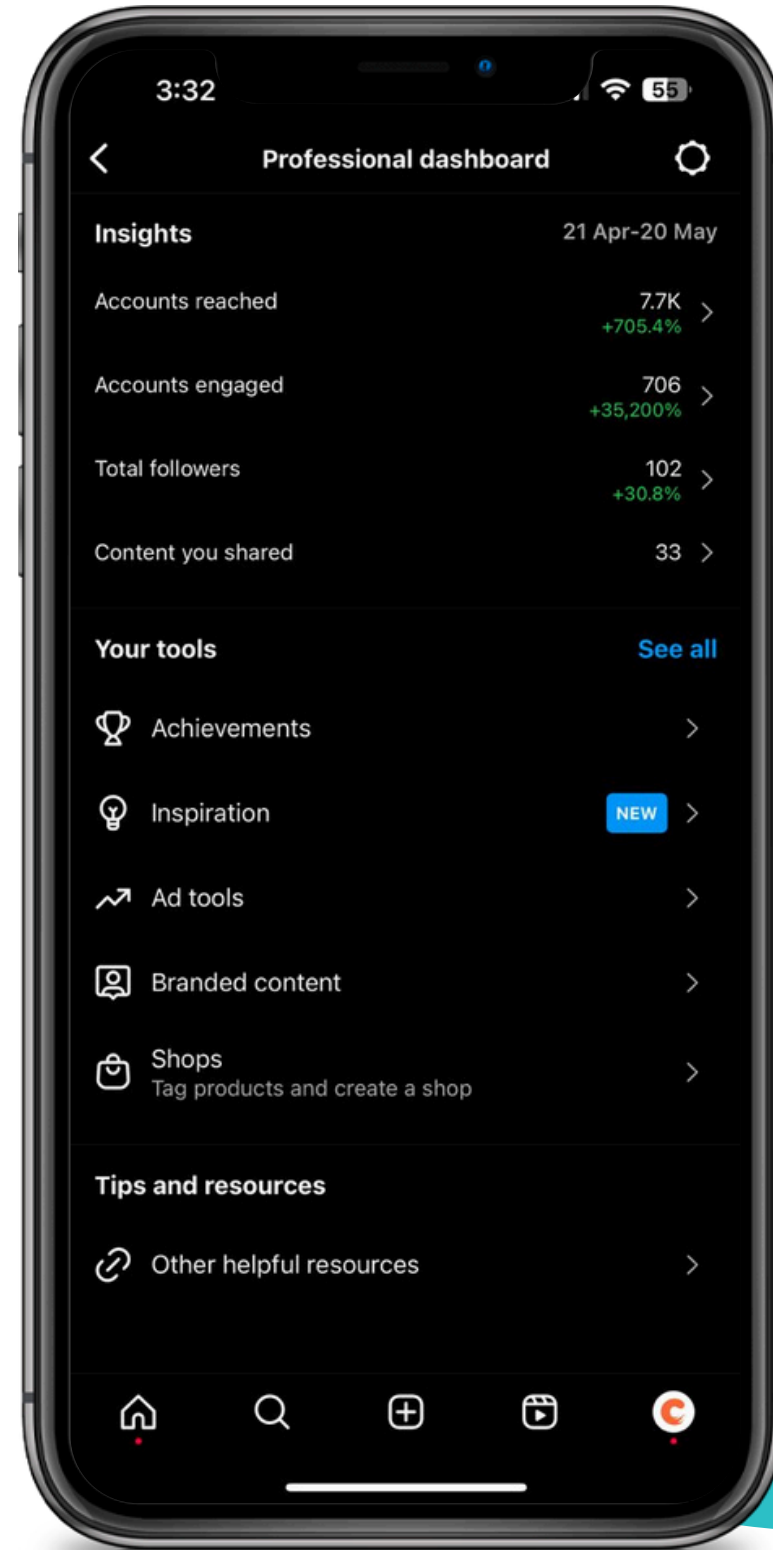 3:32
55
Professional dashboard
Insights
21 Apr-20 May
Accounts reached
7.7K
+705.4%
Accounts engaged
706
+35,200%
Total followers
102
+30.8%
Content you shared
33
Your tools
See all
Achievements
Inspiration
NEW
Ad tools
Branded content
Shops
Tag products and create a shop
Tips and resources
Other helpful resources
C